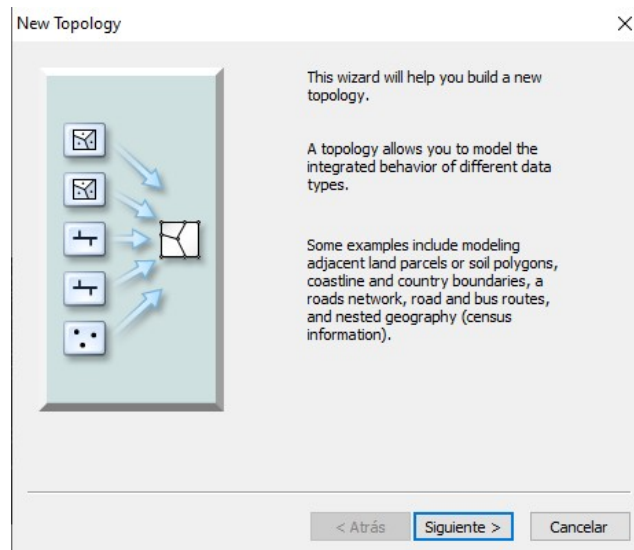 New Topology
This wizard will help you build a new
topology.
A topology allows you to model the
integrated behavior of different data
types.
Some examples include modeling
adjacent land parcels or soil polygons,
coastline and country boundaries, a
roads network, road and bus routes,
and nested geography (census
information).
< Atrás Siguiente > Cancelar